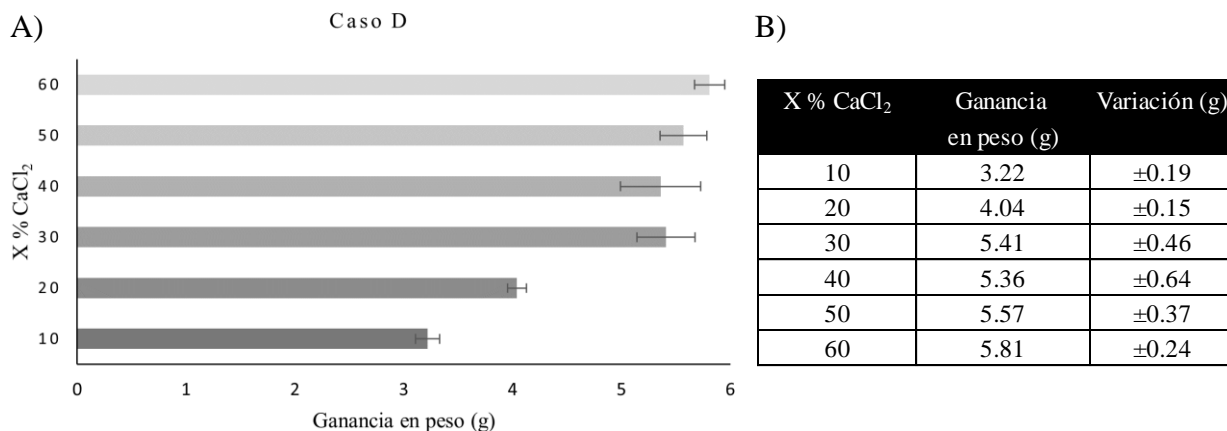 A)
Caso D
X % CaCl₂
60
50
40
30
20
10
0 1 2 3 4 5 6
Ganancia en peso (g)
B)
X % CaCl₂ Ganancia en peso (g) Variación (g)
10 3.22 ±0.19
20 4.04 ±0.15
30 5.41 ±0.46
40 5.36 ±0.64
50 5.57 ±0.37
60 5.81 ±0.24